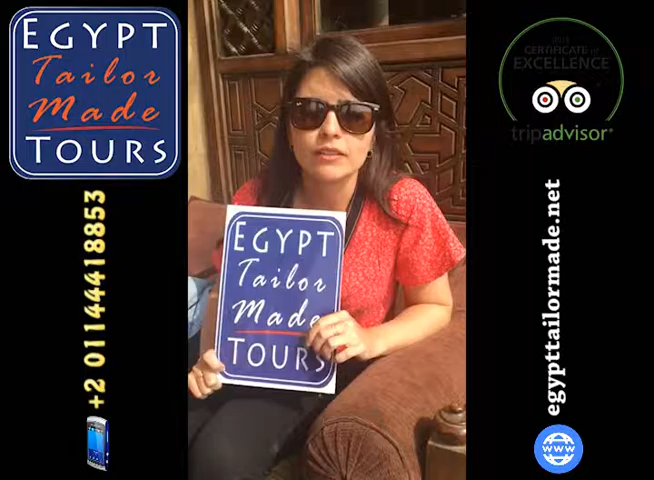 EGYPT
Tailor
Made
TOURS
+2 01144418853
EGYPT
Tailor
Made
TOURS
CERTIFICATE of
EXCELLENCE
tripadvisor
egypttailormade.net
WWW